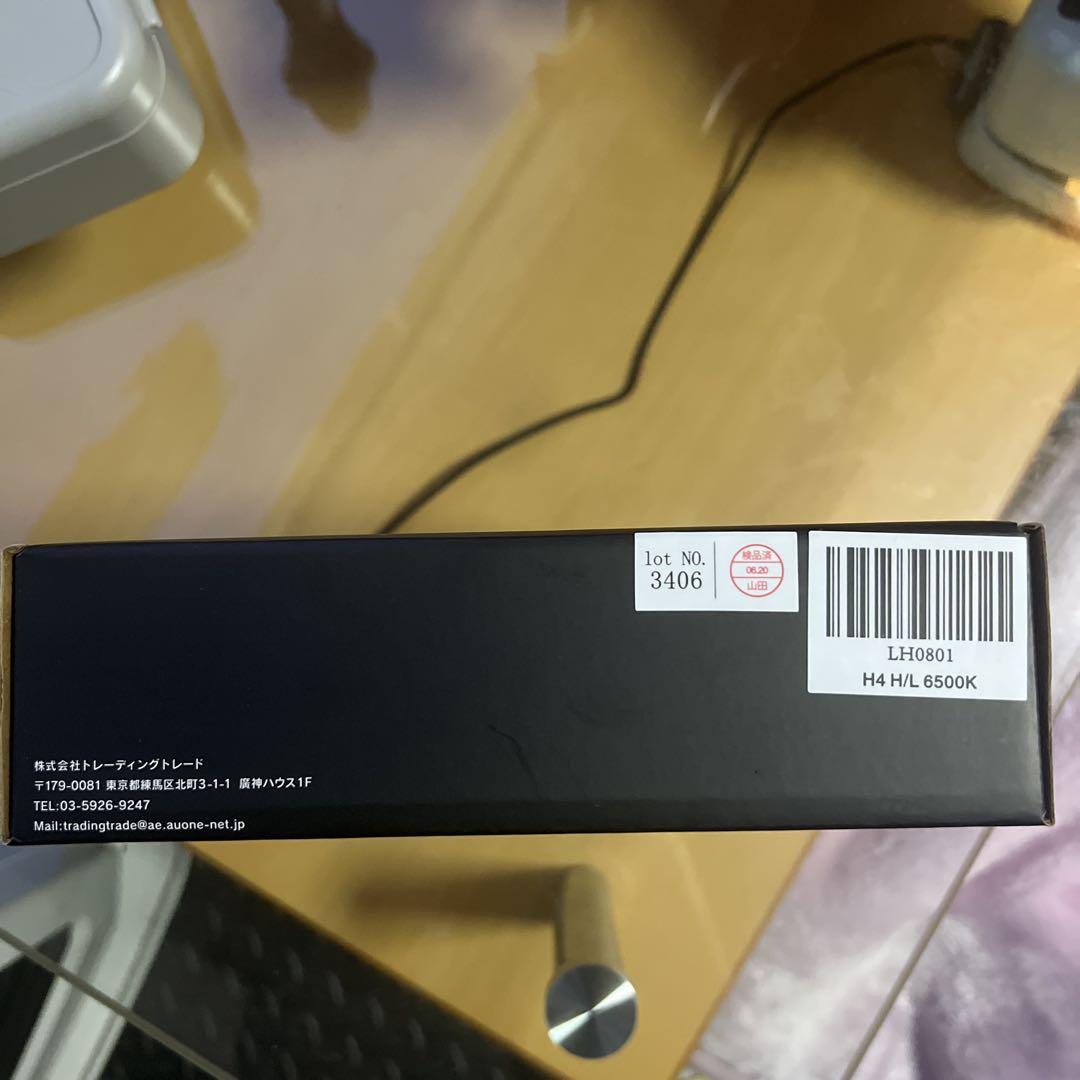 lot NO.
3406
検品済
06.20
山田
LH0801
H4 H/L 6500K
株式会社トレーディングトレード
〒179-0081 東京都練馬区北町3-1-1 廣神ハウス1F
TEL:03-5926-9247
Mail:tradingtrade@ae.auone-net.jp